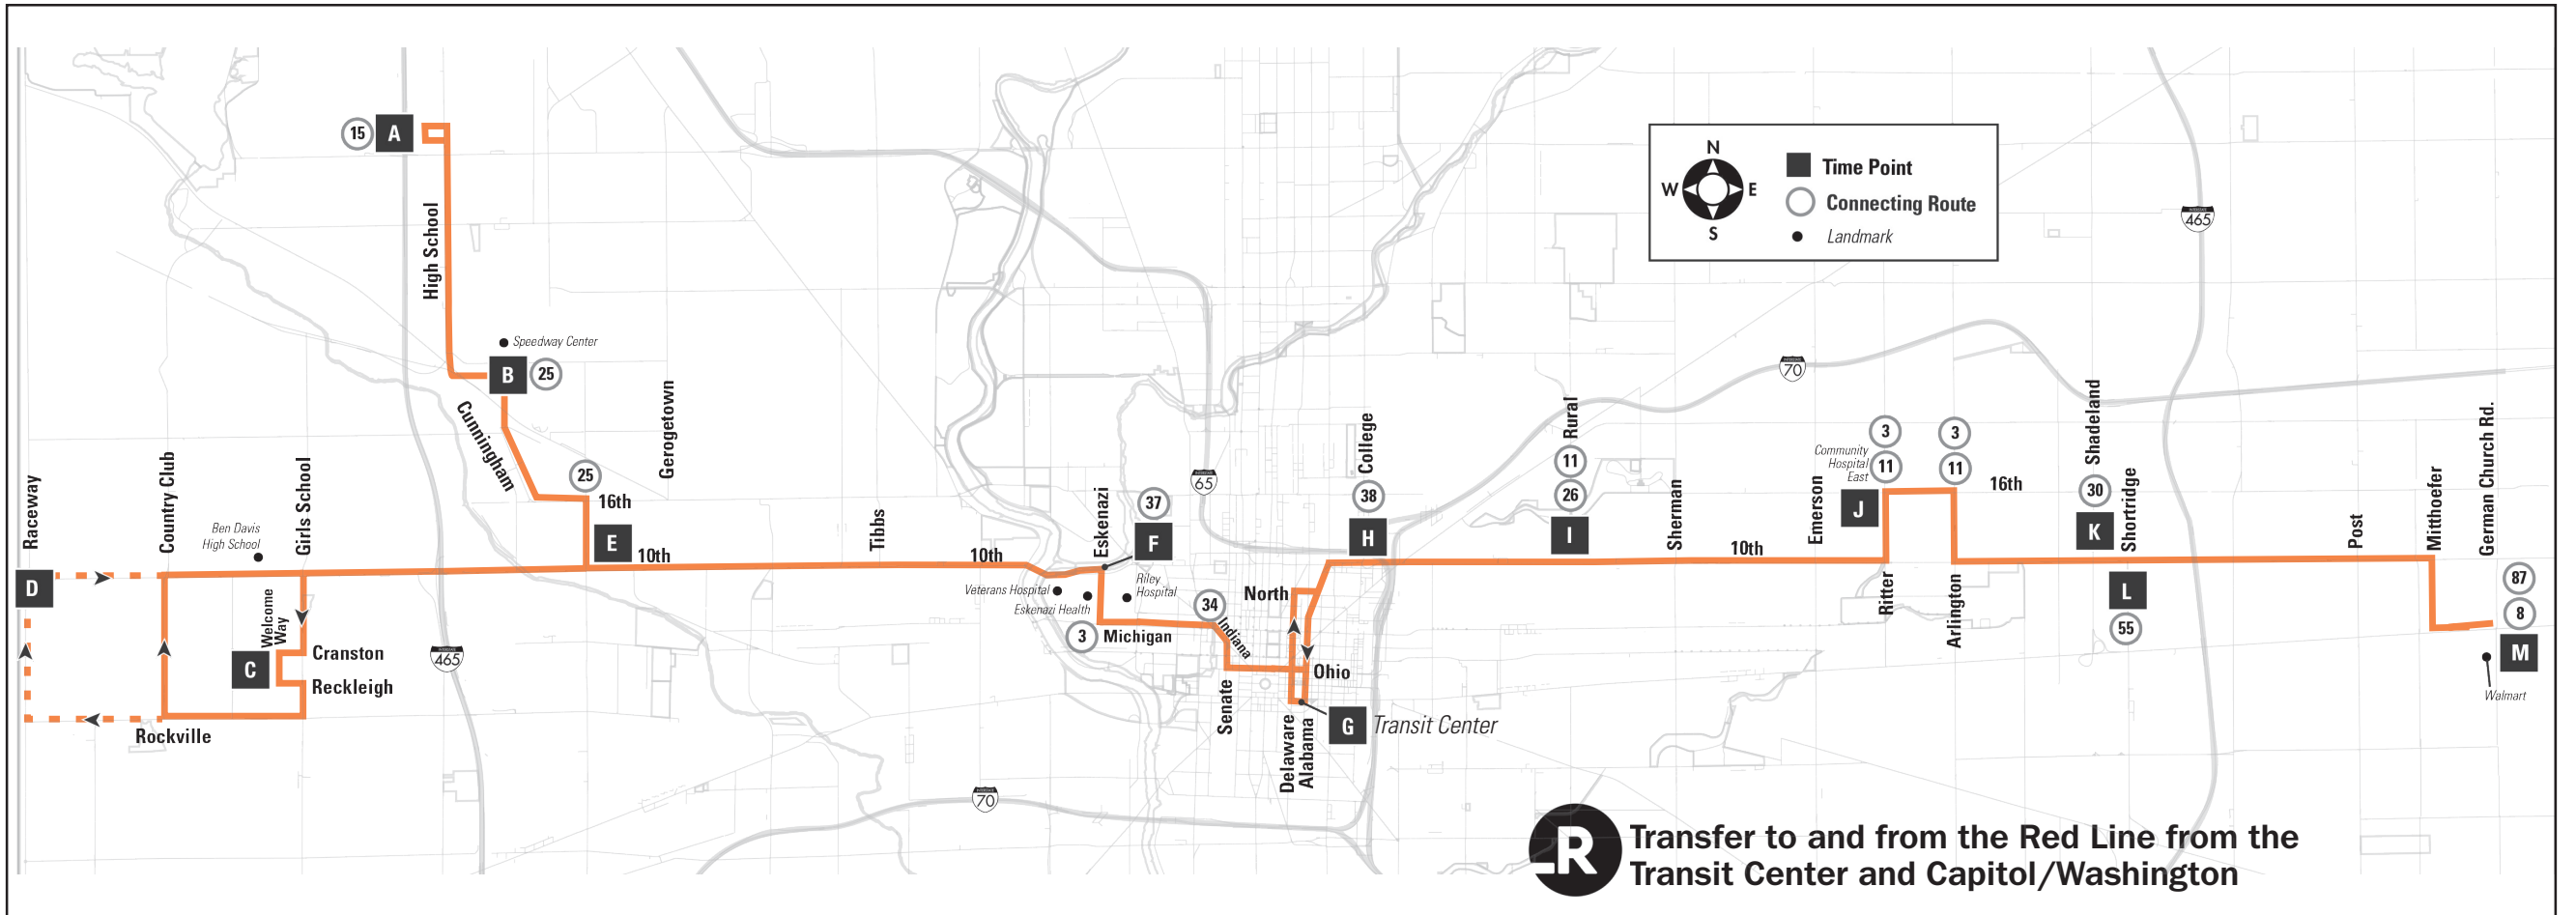 15
A
High School
Speedway Center
B
25
Cunningham
25
Gerogetown
16th
E
10th
Raceway
Country Club
Ben Davis
High School
Girls School
D
Welcome
Way
C
Cranston
Reckleigh
Rockville
INTERSTATE
465
Tibbs
10th
Eskenazi
37
F
Veterans Hospital
Eskenazi Health
Riley
Hospital
3
Michigan
34
Indiana
Senate
INTERSTATE
65
INTERSTATE
70
North
Ohio
Delaware
Alabama
G
Transit Center
College
38
H
Rural
11
26
I
Sherman
10th
Emerson
Community
Hospital
East
3
11
J
Ritter
3
11
16th
Arlington
INTERSTATE
70
Shadeland
30
K
Shortridge
L
55
INTERSTATE
465
Post
Mitthoefer
German Church Rd.
87
8
M
Walmart
N
W
E
S
Time Point
Connecting Route
Landmark
R
Transfer to and from the Red Line from the
Transit Center and Capitol/Washington